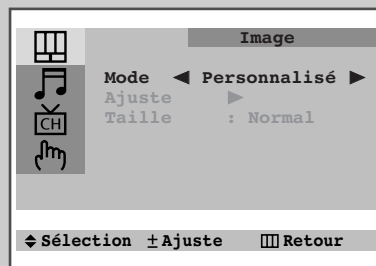 Image
Mode ◀ Personnalisé ▶
Ajuste ▶
Taille : Normal
CH
Sélection ± Ajuste Retour